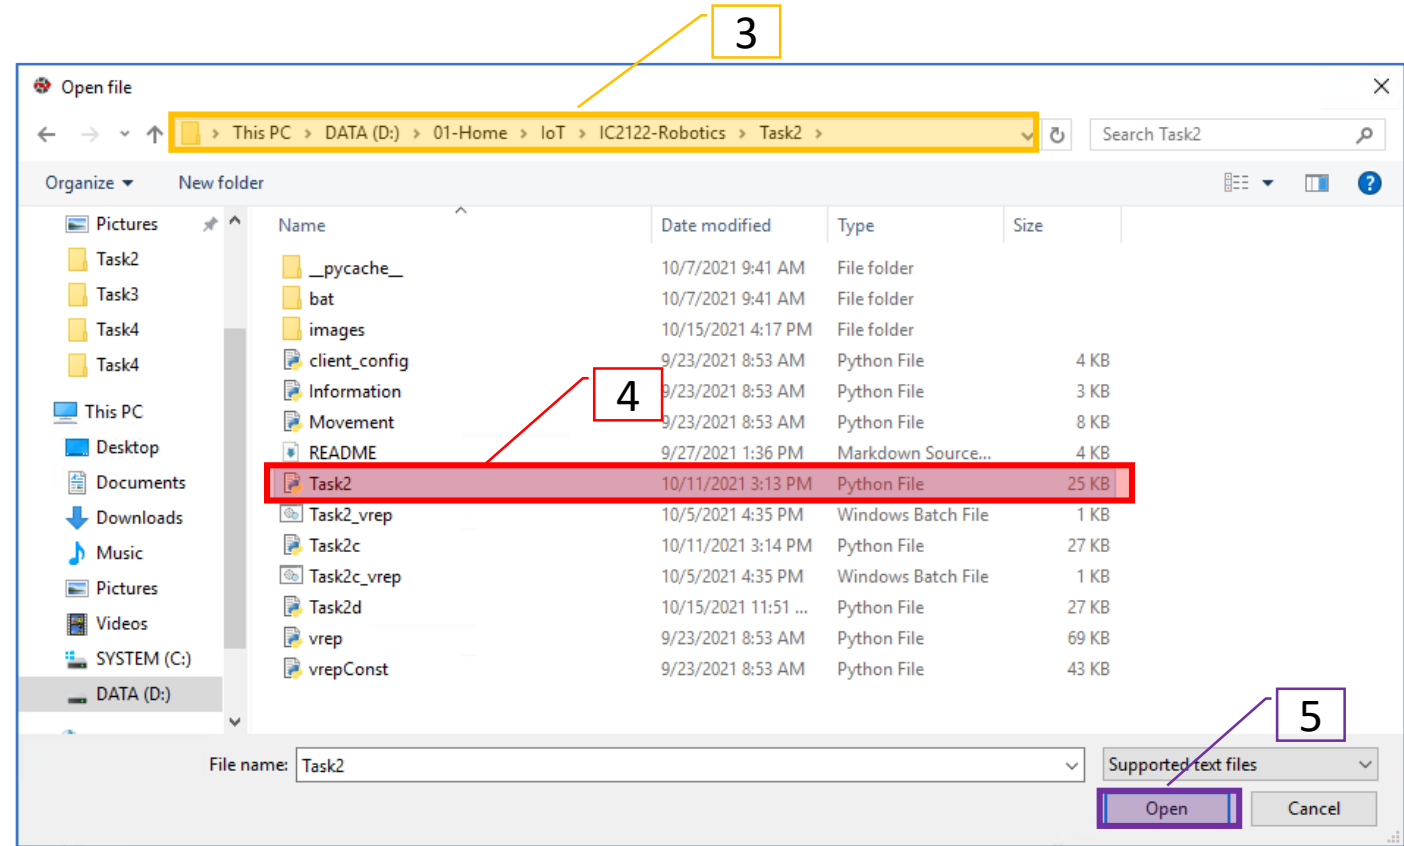 3
Open file
This PC > DATA (D:) > 01-Home > IoT > IC2122-Robotics > Task2 >
Search Task2
Organize
New folder
Name Date modified Type Size
Pictures
Task2
Task3
Task4
Task4
This PC
Desktop
Documents
Downloads
Music
Pictures
Videos
SYSTEM (C:)
DATA (D:)
__pycache__ 10/7/2021 9:41 AM File folder
bat 10/7/2021 9:41 AM File folder
images 10/15/2021 4:17 PM File folder
client_config 9/23/2021 8:53 AM Python File 4 KB
Information 9/23/2021 8:53 AM Python File 3 KB
4
Movement 9/23/2021 8:53 AM Python File 8 KB
README 9/27/2021 1:36 PM Markdown Source... 4 KB
Task2 10/11/2021 3:13 PM Python File 25 KB
Task2_vrep 10/5/2021 4:35 PM Windows Batch File 1 KB
Task2c 10/11/2021 3:14 PM Python File 27 KB
Task2c_vrep 10/5/2021 4:35 PM Windows Batch File 1 KB
Task2d 10/15/2021 11:51 ... Python File 27 KB
vrep 9/23/2021 8:53 AM Python File 69 KB
vrepConst 9/23/2021 8:53 AM Python File 43 KB
5
File name: Task2
Supported text files
Open
Cancel